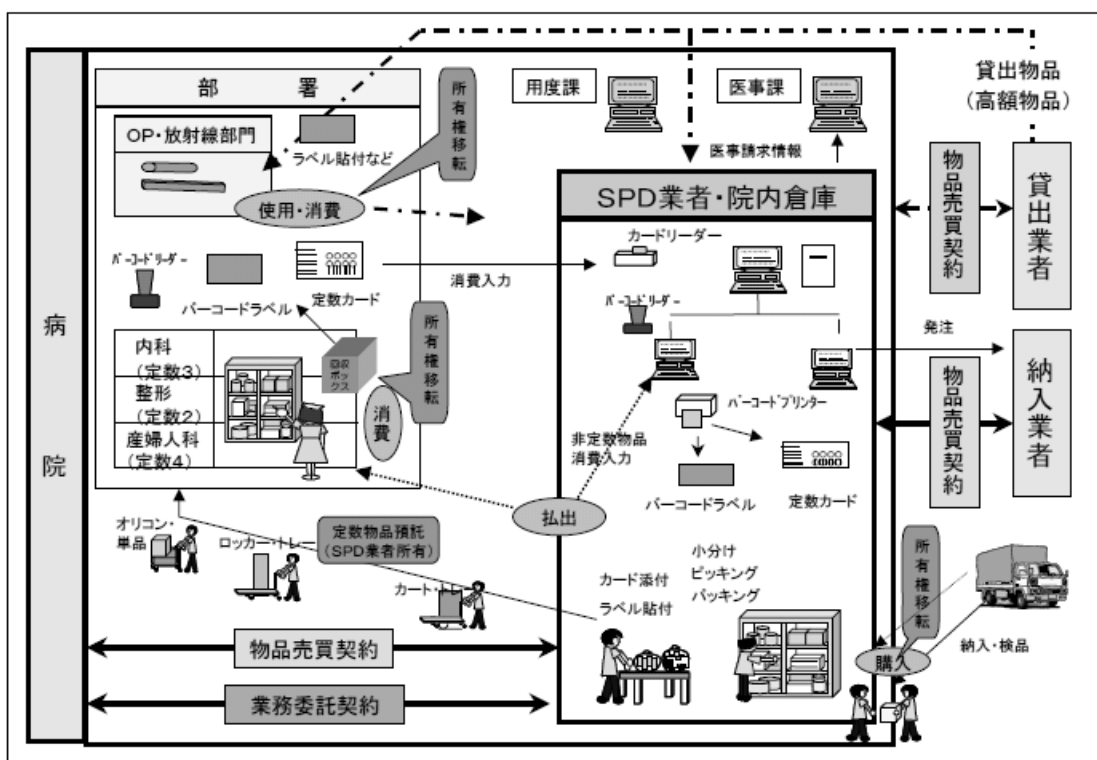 病院
部 署
OP・放射線部門
ラベル貼付など
所有権移転
使用・消費
バーコードリーダー
バーコードラベル
定数カード
消費入力
内科
(定数3)
整形
(定数2)
産婦人科
(定数4)
回収
ボックス
消費
所有権移転
オリコン・
単品
ロッカー・トレー
カート・トレー
定数物品預託
(SPD業者所有)
物品売買契約
業務委託契約
用度課
医事課
医事請求情報
SPD業者・院内倉庫
カードリーダー
バーコードリーダー
バーコードプリンター
非定数物品
消費入力
バーコードラベル
定数カード
払出
カード添付
ラベル貼付
小分け
ピッキング
パッキング
貸出物品
(高額物品)
物品売買契約
貸出業者
発注
物品売買契約
納入業者
所有権移転
購入
納入・検品